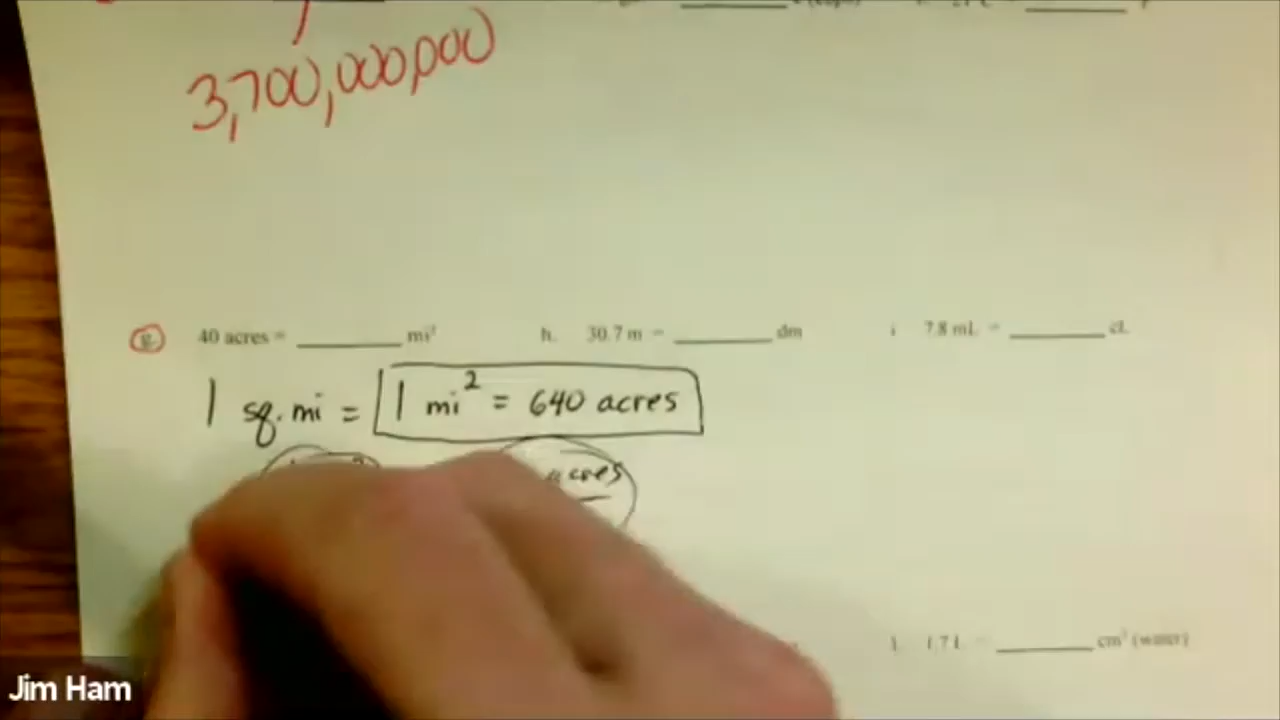 3,700,000,000
g. 40 acres = ________ mi²
h. 30.7 m = ________ dm
i 7.8 mL = ________ cL
1 sq. mi = 1 mi² = 640 acres
acres
l. 1.7 L = ________ cm³ (water)
Jim Ham